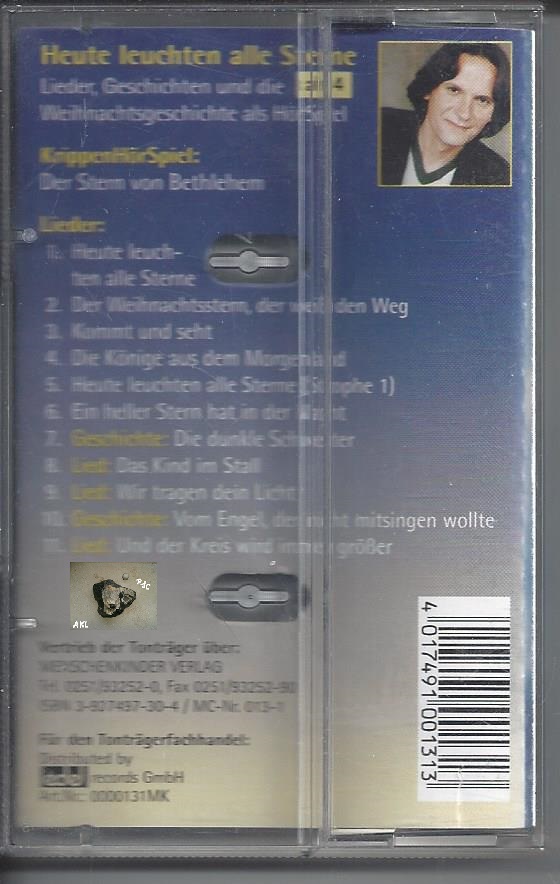 Heute leuchten alle Sterne
Lieder, Geschichten und die ab 4
Weihnachtsgeschichte als HörSpiel
KrippenHörSpiel:
Der Stern von Bethlehem
Lieder:
1. Heute leuch-
ten alle Sterne
2. Der Weihnachtsstern, der weiß den Weg
3. Kommt und seht
4. Die Könige aus dem Morgenland
5. Heute leuchten alle Sterne (Strophe 1)
6. Ein heller Stern hat in der Nacht
7. Geschichte: Die dunkle Schwester
8. Lied: Das Kind im Stall
9. Lied: Wir tragen dein Licht
10. Geschichte: Vom Engel, der nicht mitsingen wollte
11. Lied: Und der Kreis wird immer größer
AKL
Vertrieb der Tonträger über:
MENSCHENKINDER VERLAG
Tel. 0251/93252-0, Fax 0251/93252-90
ISBN 3-927497-30-4 / MC-Nr. 013-1
Für den Tonträgerfachhandel:
Distributed by
records GmbH
Art.Nr.: 0000131MK
4 017491 001313